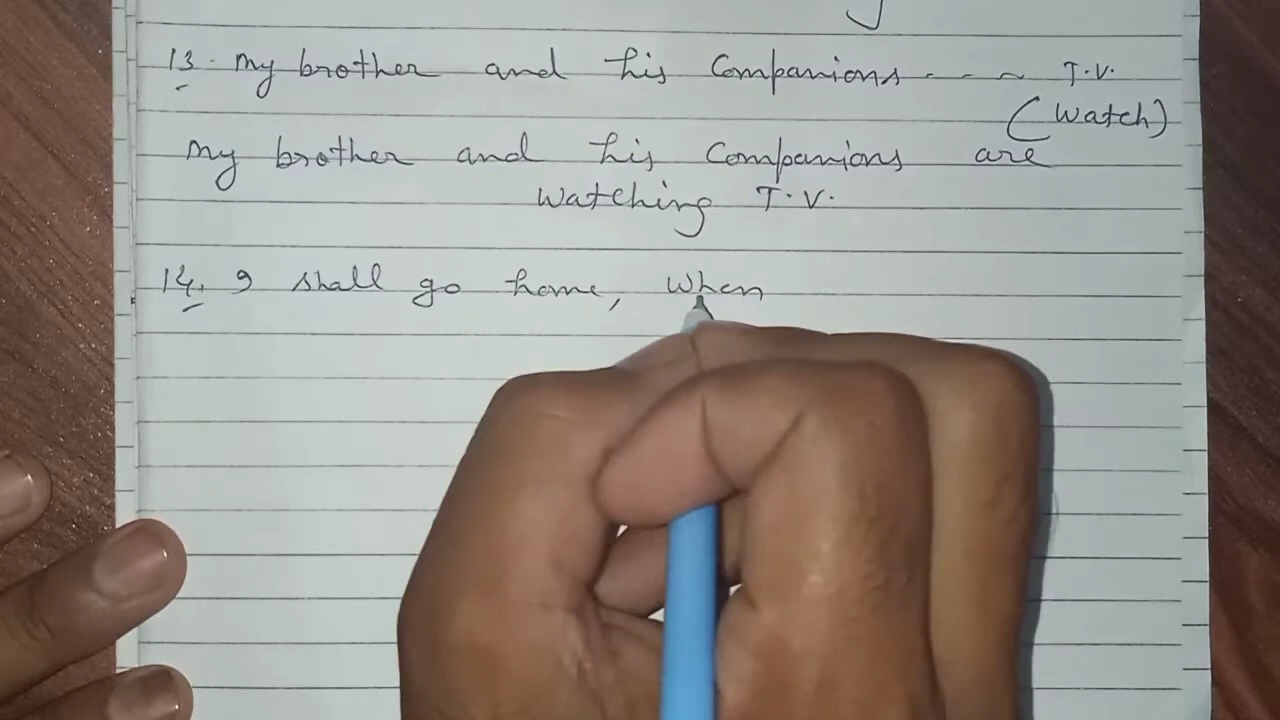 13. My brother and his Companions - - - T.V.
(Watch)
My brother and his Companions are
Watching T.V.
14. I shall go home, When